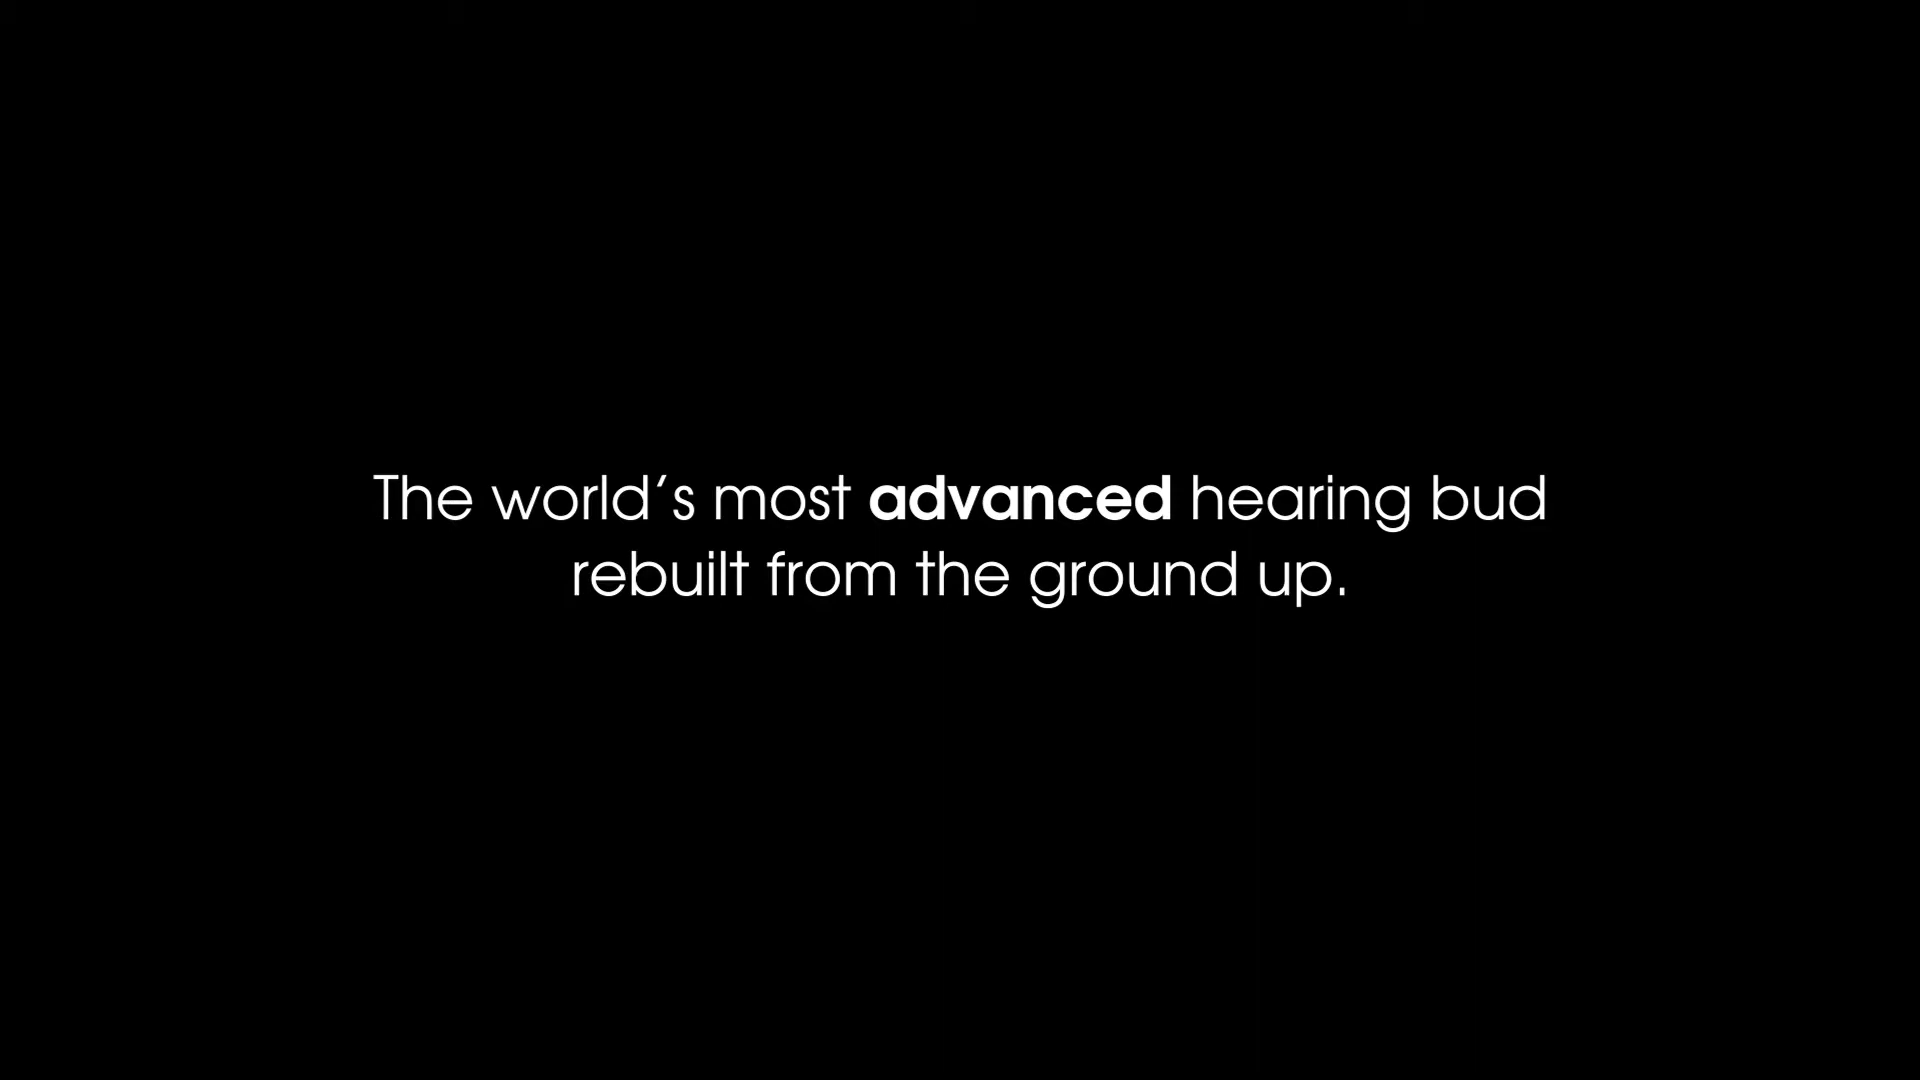 The world’s most advanced hearing bud
rebuilt from the ground up.